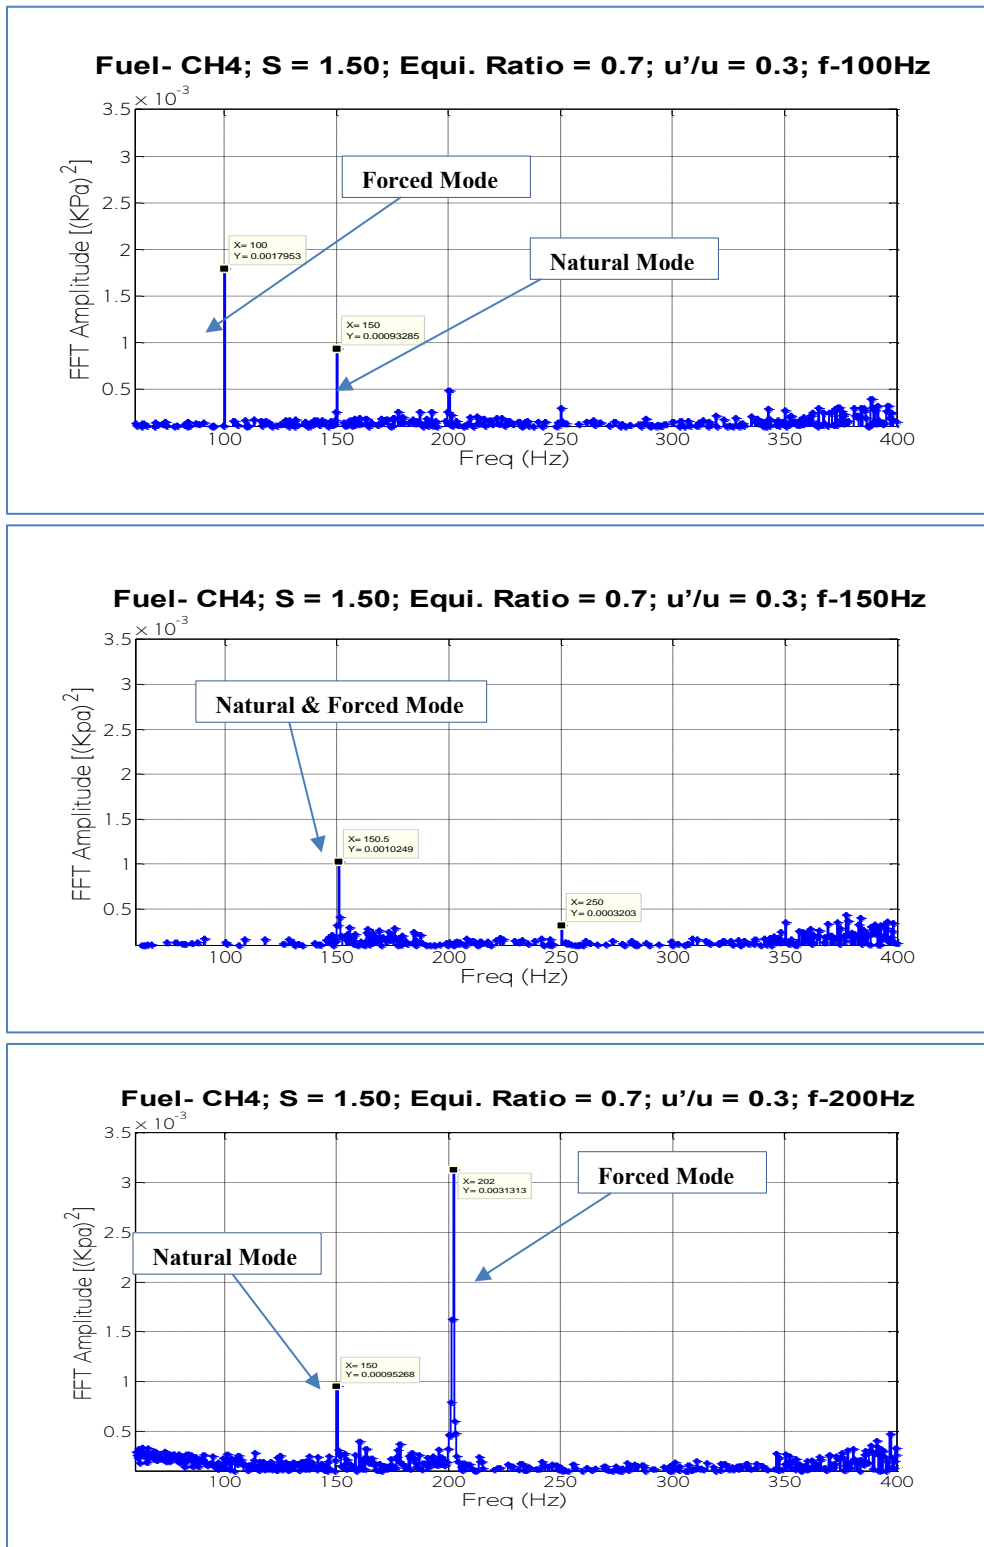 Fuel- CH4; S = 1.50; Equi. Ratio = 0.7; u’/u = 0.3; f-100Hz
× 10⁻³
3.5
3
2.5
2
1.5
1
0.5
FFT Amplitude [(KPa)²]
Forced Mode
Natural Mode
X= 100
Y= 0.0017953
X= 150
Y= 0.00093285
100 150 200 250 300 350 400
Freq (Hz)
Fuel- CH4; S = 1.50; Equi. Ratio = 0.7; u’/u = 0.3; f-150Hz
× 10⁻³
3.5
3
2.5
2
1.5
1
0.5
FFT Amplitude [(Kpa)²]
Natural & Forced Mode
X= 150.5
Y= 0.0010249
X= 250
Y= 0.0003203
100 150 200 250 300 350 400
Freq (Hz)
Fuel- CH4; S = 1.50; Equi. Ratio = 0.7; u’/u = 0.3; f-200Hz
× 10⁻³
3.5
3
2.5
2
1.5
1
0.5
FFT Amplitude [(Kpa)²]
Forced Mode
X= 202
Y= 0.0031313
Natural Mode
X= 150
Y= 0.00095268
100 150 200 250 300 350 400
Freq (Hz)